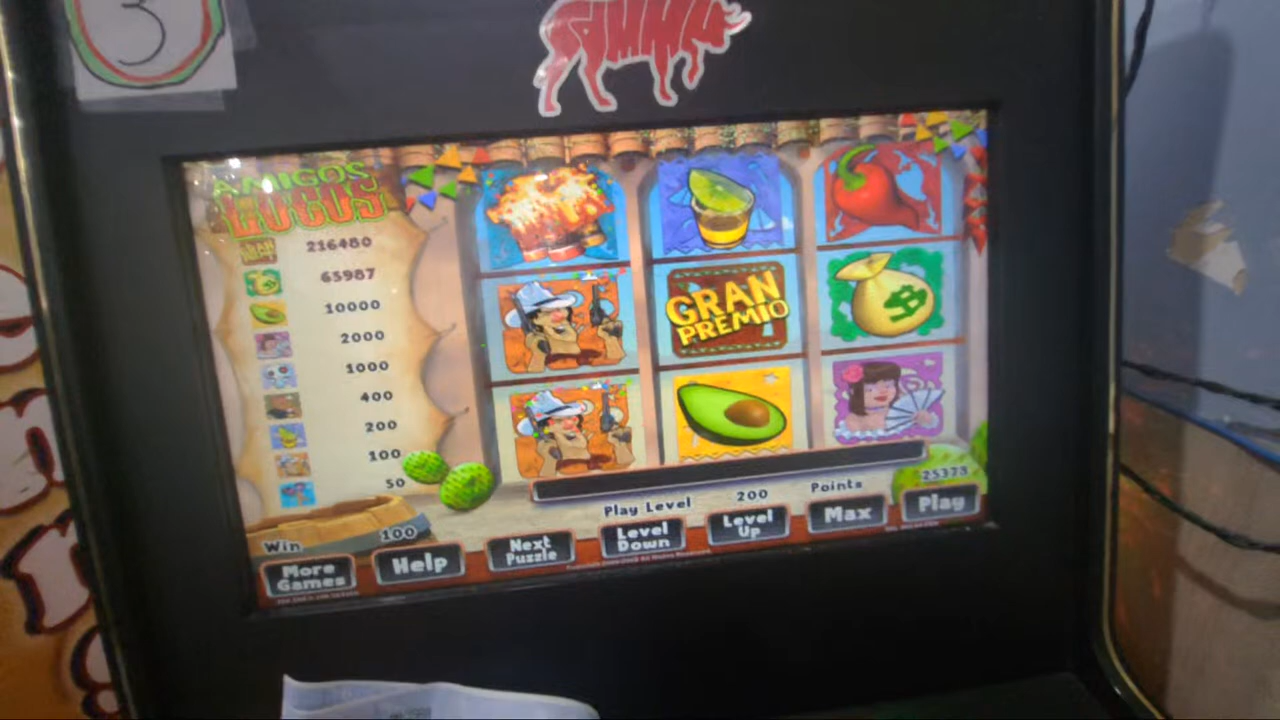 3
AMIGOS
LOCOS
GRAN
PREMIO
216480
65987
10000
2000
1000
400
200
100
50
Play Level
200
Points
25373
Win
100
More
Games
Help
Next
Puzzle
Level
Down
Level
Up
Max
Play